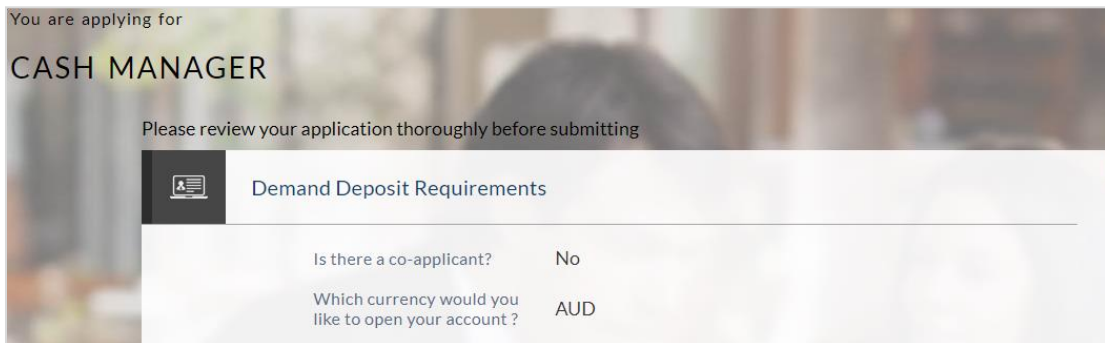 You are applying for
CASH MANAGER
Please review your application thoroughly before submitting
Demand Deposit Requirements
Is there a co-applicant? No
Which currency would you
like to open your account ? AUD